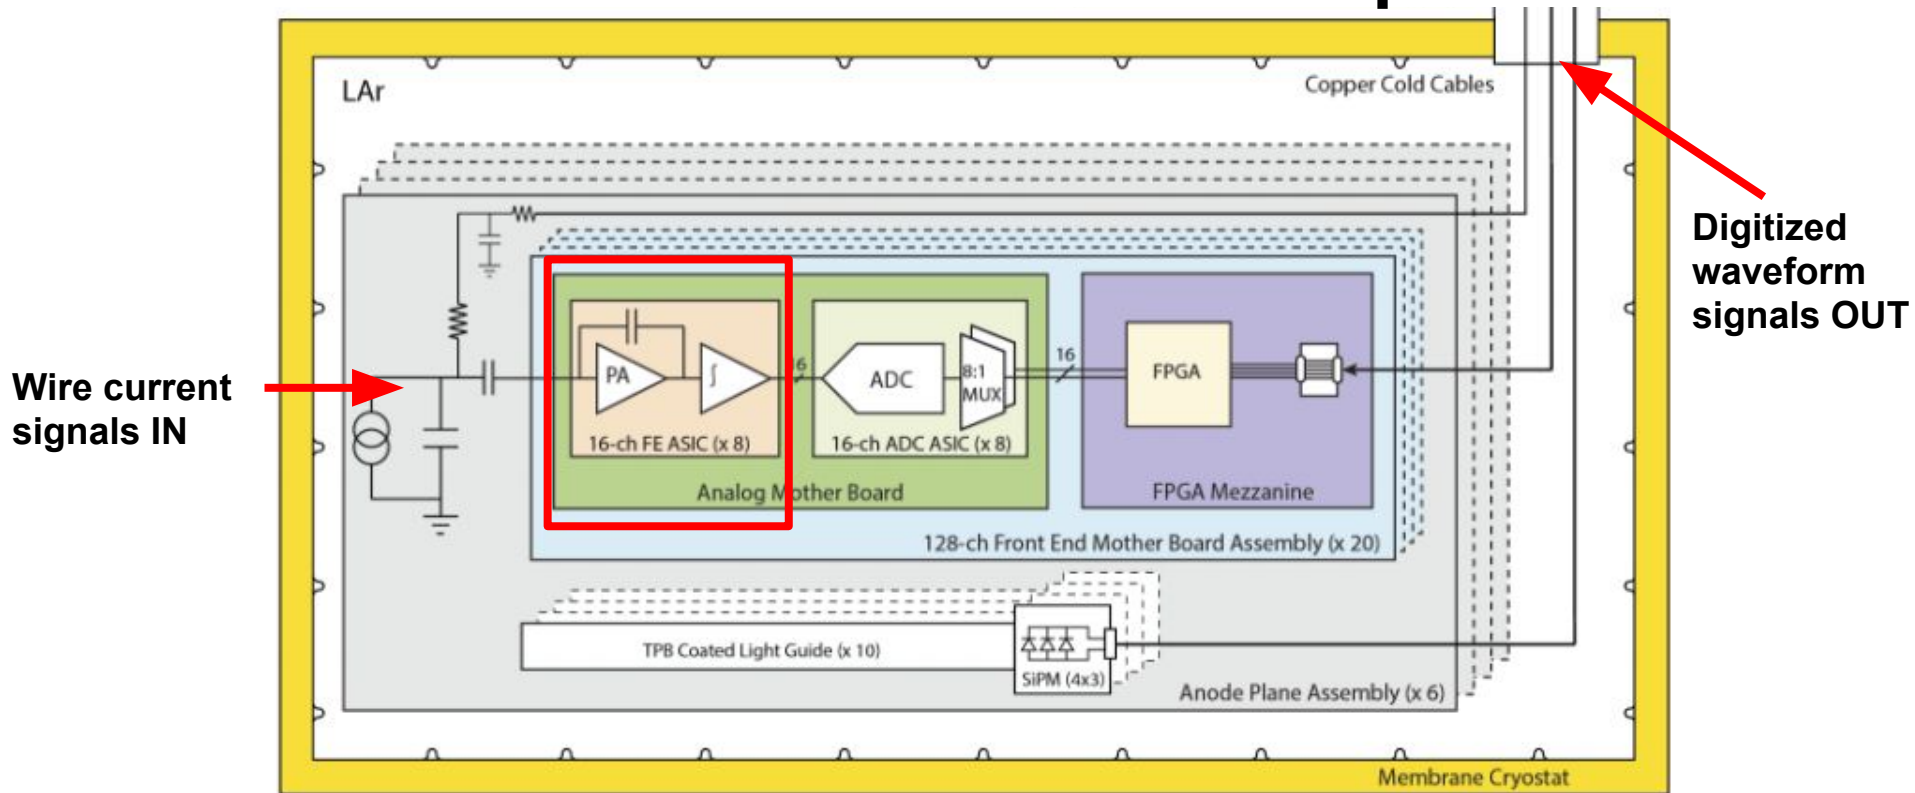 LAr
Copper Cold Cables
Digitized
waveform
signals OUT
Wire current
signals IN
PA
∫
16
ADC
8:1
MUX
16
FPGA
16-ch FE ASIC (x 8)
16-ch ADC ASIC (x 8)
Analog Mother Board
FPGA Mezzanine
128-ch Front End Mother Board Assembly (x 20)
TPB Coated Light Guide (x 10)
SiPM (4x3)
Anode Plane Assembly (x 6)
Membrane Cryostat